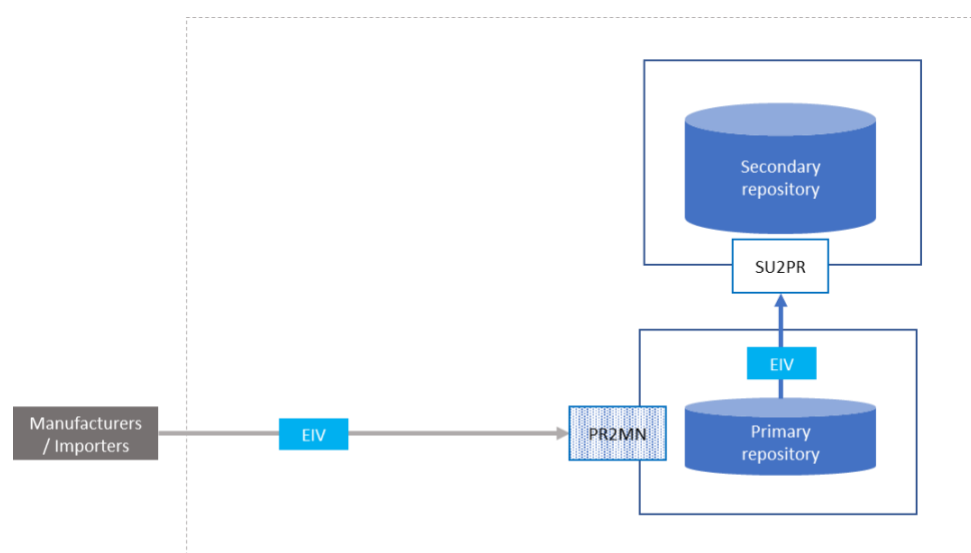 Secondary
repository
SU2PR
EIV
Manufacturers
/ Importers
EIV
PR2MN
Primary
repository